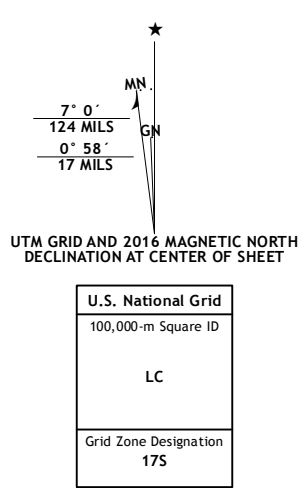 ★
MN
7° 0´
124 MILS
GN
0° 58´
17 MILS
UTM GRID AND 2016 MAGNETIC NORTH
DECLINATION AT CENTER OF SHEET
U.S. National Grid
100,000-m Square ID
LC
Grid Zone Designation
17S